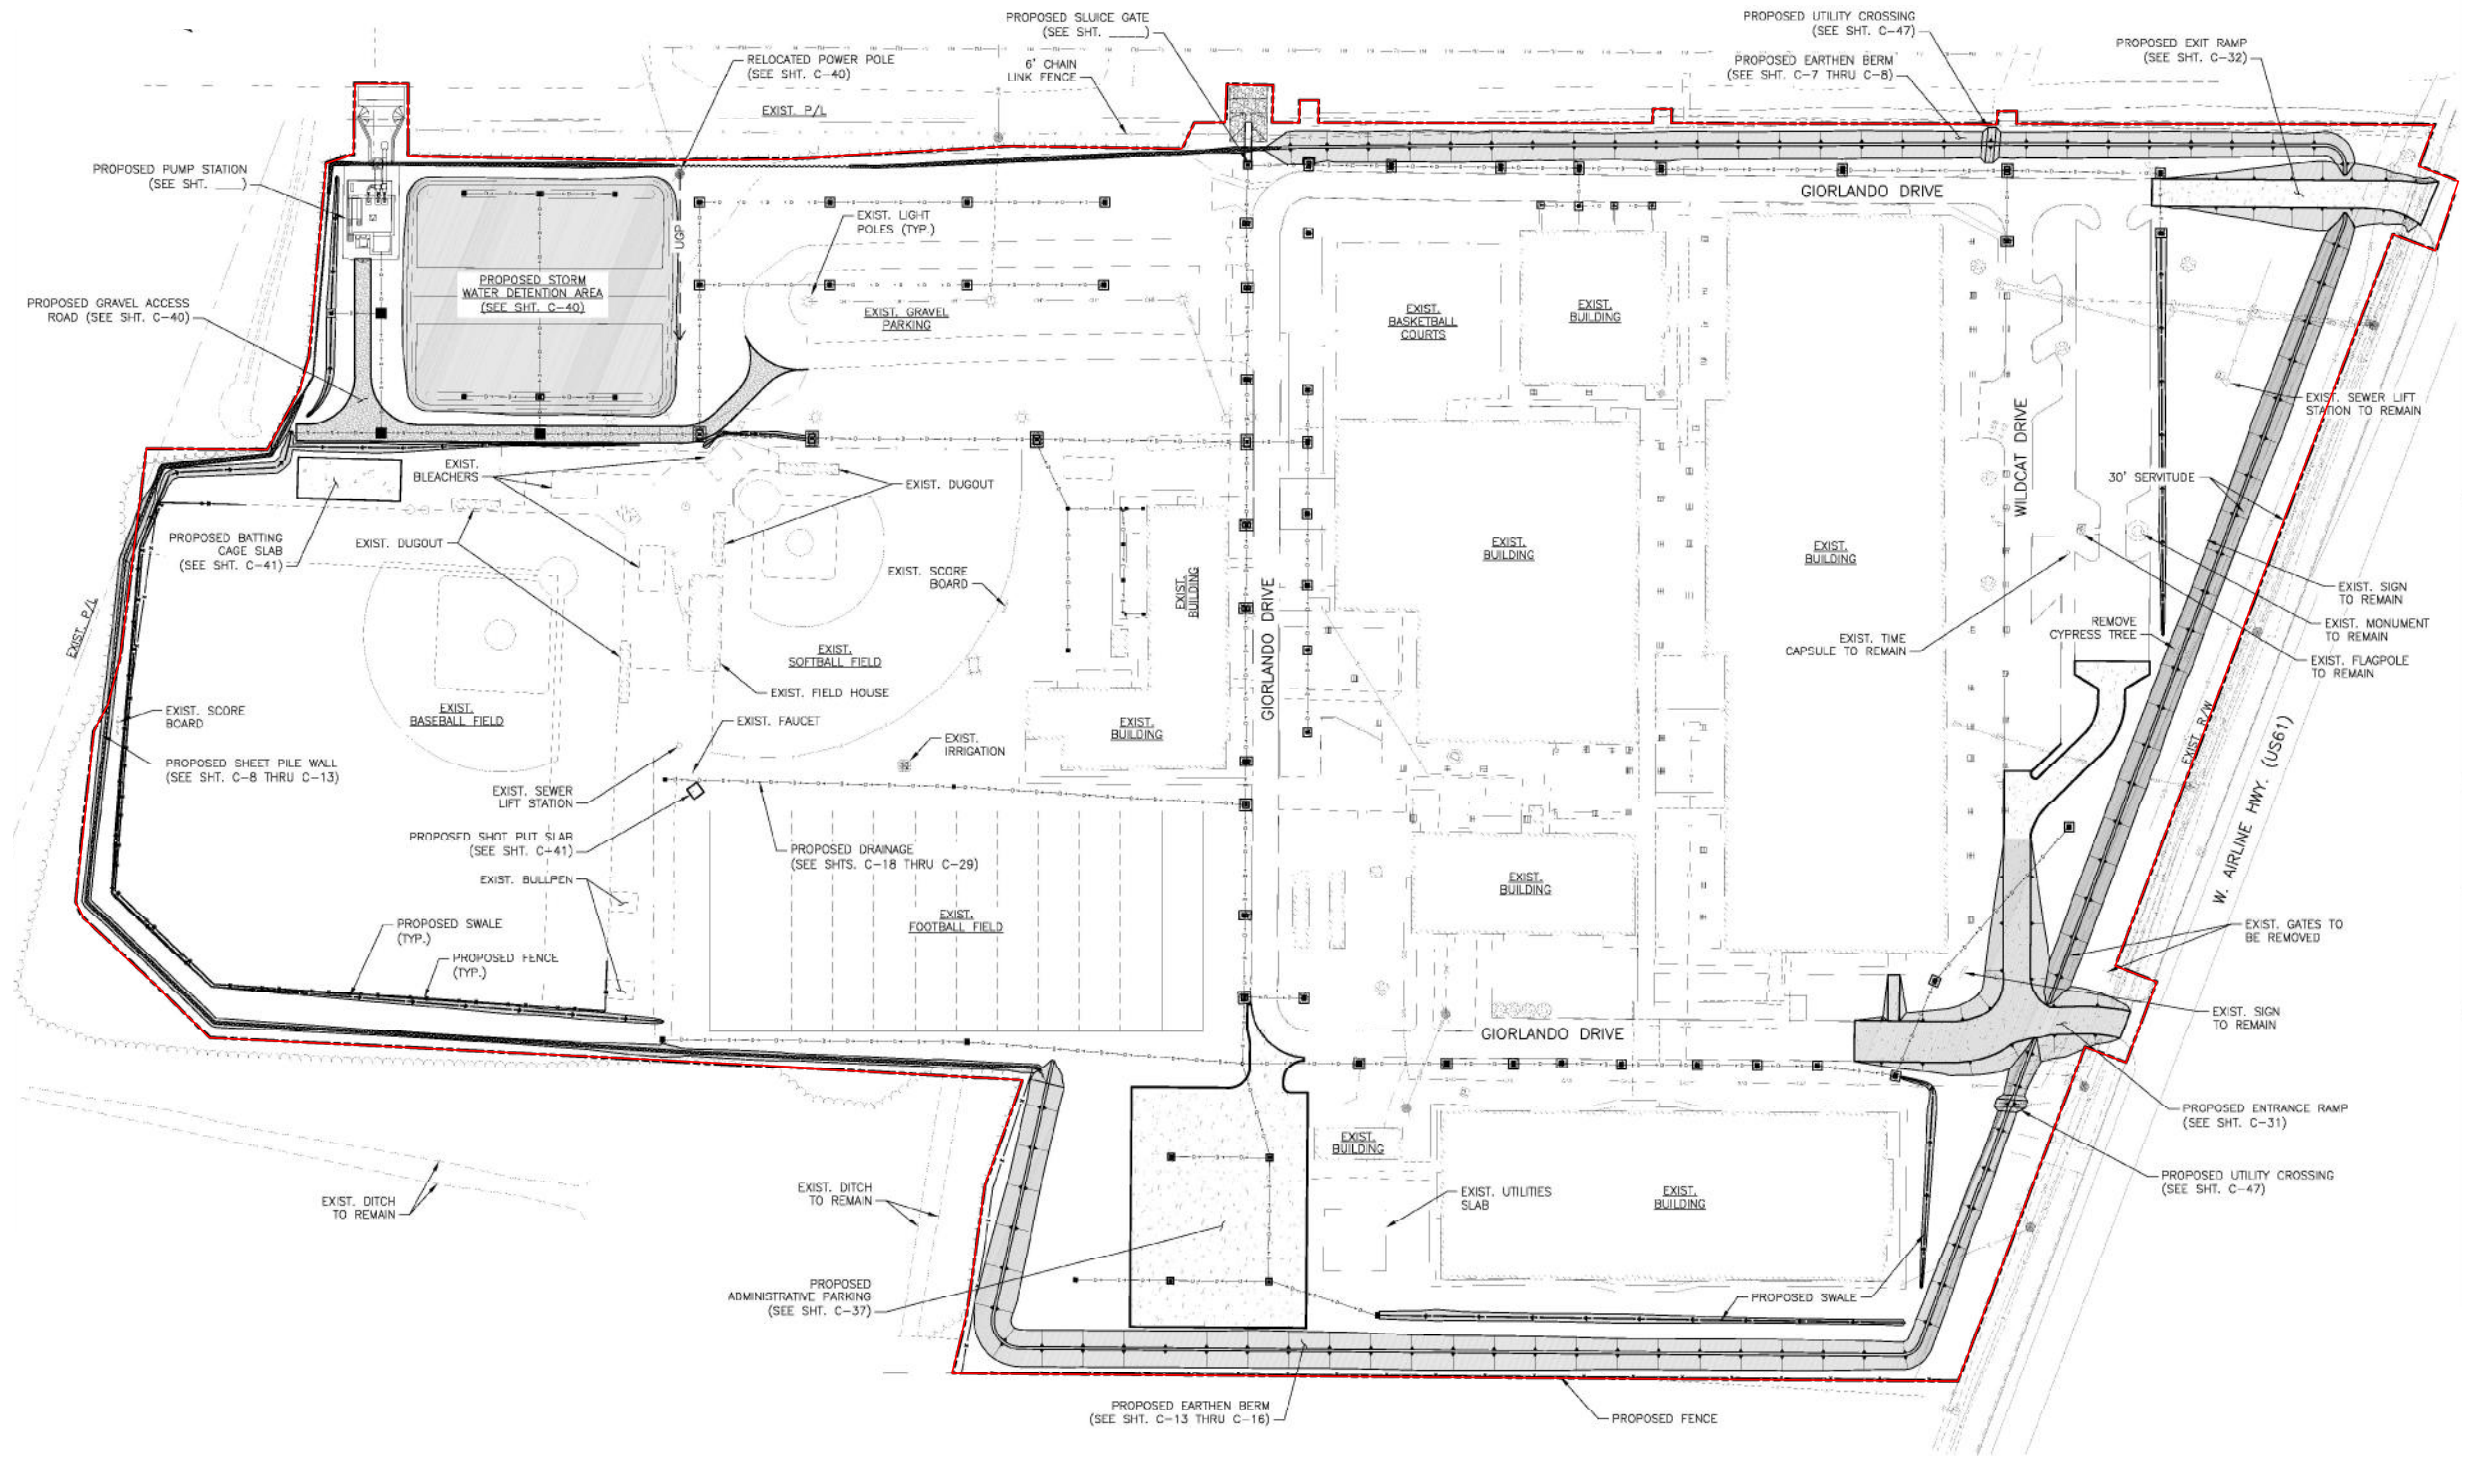 PROPOSED SLUICE GATE
(SEE SHT. ____)
PROPOSED UTILITY CROSSING
(SEE SHT. C-47)
PROPOSED EXIT RAMP
(SEE SHT. C-32)
RELOCATED POWER POLE
(SEE SHT. C-40)
6' CHAIN
LINK FENCE
PROPOSED EARTHEN BERM
(SEE SHT. C-7 THRU C-8)
EXIST. P/L
PROPOSED PUMP STATION
(SEE SHT. ___)
GIORLANDO DRIVE
EXIST. LIGHT
POLES (TYP.)
UGP
PROPOSED STORM
WATER DETENTION AREA
(SEE SHT. C-40)
PROPOSED GRAVEL ACCESS
ROAD (SEE SHT. C-40)
EXIST. GRAVEL
PARKING
EXIST.
BASKETBALL
COURTS
EXIST.
BUILDING
EXIST. SEWER LIFT
STATION TO REMAIN
WILDCAT DRIVE
EXIST.
BLEACHERS
EXIST. DUGOUT
30' SERVITUDE
PROPOSED BATTING
CAGE SLAB
(SEE SHT. C-41)
EXIST. DUGOUT
EXIST.
BUILDING
EXIST.
BUILDING
EXIST. SCORE
BOARD
EXIST.
BUILDING
EXIST. SIGN
TO REMAIN
EXIST. P/L
GIORLANDO DRIVE
EXIST. MONUMENT
TO REMAIN
REMOVE
CYPRESS TREE
EXIST. TIME
CAPSULE TO REMAIN
EXIST. FLAGPOLE
TO REMAIN
EXIST.
SOFTBALL FIELD
EXIST. FIELD HOUSE
EXIST. SCORE
BOARD
EXIST.
BASEBALL FIELD
EXIST. FAUCET
EXIST.
BUILDING
EXIST. R/W
W. AIRLINE HWY. (US61)
EXIST.
IRRIGATION
PROPOSED SHEET PILE WALL
(SEE SHT. C-8 THRU C-13)
EXIST. SEWER
LIFT STATION
PROPOSED SHOT PUT SLAB
(SEE SHT. C-41)
PROPOSED DRAINAGE
(SEE SHTS. C-18 THRU C-29)
EXIST. BULLPEN
EXIST.
BUILDING
EXIST.
FOOTBALL FIELD
PROPOSED SWALE
(TYP.)
EXIST. GATES TO
BE REMOVED
PROPOSED FENCE
(TYP.)
EXIST. SIGN
TO REMAIN
GIORLANDO DRIVE
PROPOSED ENTRANCE RAMP
(SEE SHT. C-31)
EXIST.
BUILDING
PROPOSED UTILITY CROSSING
(SEE SHT. C-47)
EXIST. DITCH
TO REMAIN
EXIST. DITCH
TO REMAIN
EXIST. UTILITIES
SLAB
EXIST.
BUILDING
PROPOSED
ADMINISTRATIVE PARKING
(SEE SHT. C-37)
PROPOSED SWALE
PROPOSED EARTHEN BERM
(SEE SHT. C-13 THRU C-16)
PROPOSED FENCE